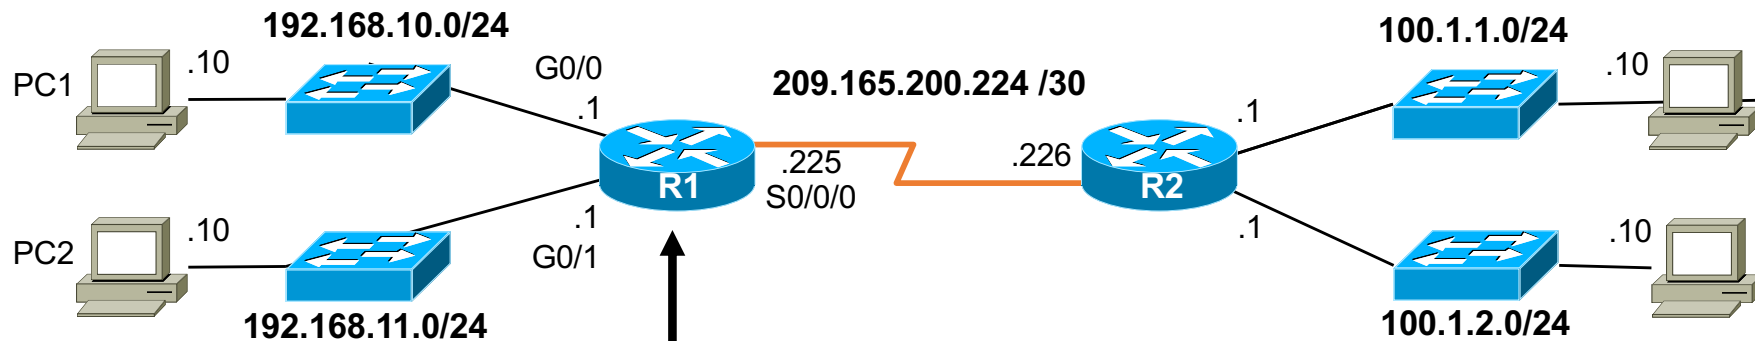 192.168.10.0/24
100.1.1.0/24
PC1
.10
G0/0
.1
209.165.200.224 /30
.1
.10
R1
.225
S0/0/0
.226
R2
PC2
.10
.1
G0/1
.1
.10
192.168.11.0/24
100.1.2.0/24